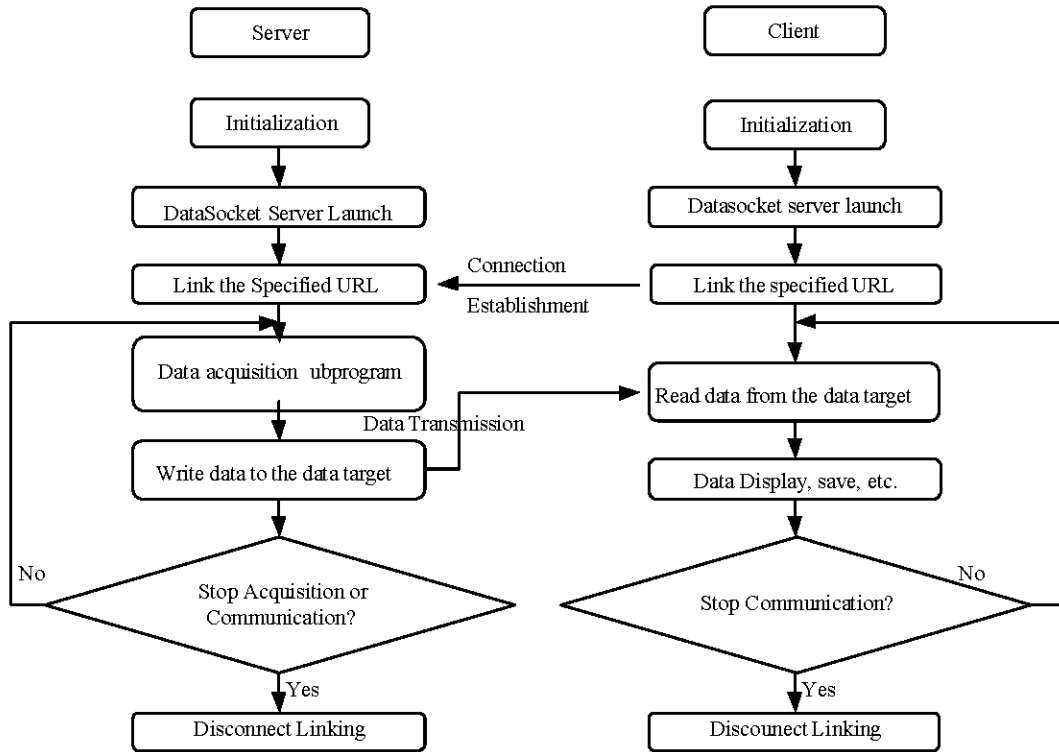 Server
Client
Initialization
Initialization
DataSocket Server Launch
Datasocket server launch
Link the Specified URL
Connection
Establishment
Link the specified URL
Data acquisition ubprogram
Read data from the data target
Data Transmission
Write data to the data target
Data Display, save, etc.
No
Stop Acquisition or
Communication?
Stop Communication?
No
Yes
Yes
Disconnect Linking
Discounect Linking